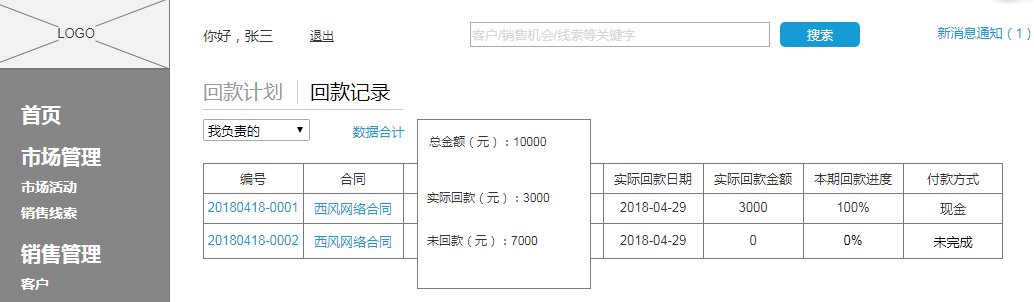 LOGO
你好，张三
退出
客户/销售机会/线索等关键字
搜索
新消息通知（1）
首页
市场管理
市场活动
销售线索
销售管理
客户
回款计划
回款记录
我负责的
数据合计
总金额（元）：10000
实际回款（元）：3000
未回款（元）：7000
编号 合同 实际回款日期 实际回款金额 本期回款进度 付款方式
20180418-0001 西风网络合同 2018-04-29 3000 100% 现金
20180418-0002 西风网络合同 2018-04-29 0 0% 未完成